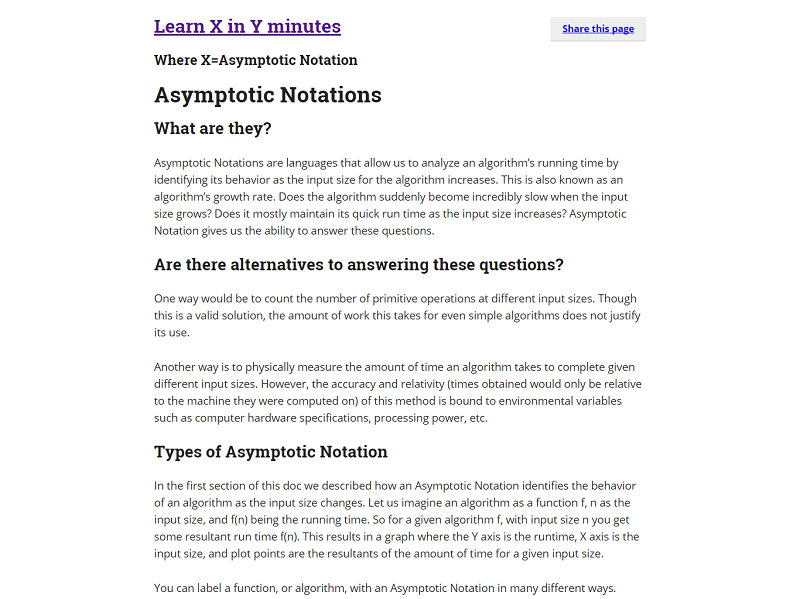 Learn X in Y minutes
Share this page
Where X=Asymptotic Notation
Asymptotic Notations
What are they?
Asymptotic Notations are languages that allow us to analyze an algorithm’s running time by
identifying its behavior as the input size for the algorithm increases. This is also known as an
algorithm’s growth rate. Does the algorithm suddenly become incredibly slow when the input
size grows? Does it mostly maintain its quick run time as the input size increases? Asymptotic
Notation gives us the ability to answer these questions.
Are there alternatives to answering these questions?
One way would be to count the number of primitive operations at different input sizes. Though
this is a valid solution, the amount of work this takes for even simple algorithms does not justify
its use.
Another way is to physically measure the amount of time an algorithm takes to complete given
different input sizes. However, the accuracy and relativity (times obtained would only be relative
to the machine they were computed on) of this method is bound to environmental variables
such as computer hardware specifications, processing power, etc.
Types of Asymptotic Notation
In the first section of this doc we described how an Asymptotic Notation identifies the behavior
of an algorithm as the input size changes. Let us imagine an algorithm as a function f, n as the
input size, and f(n) being the running time. So for a given algorithm f, with input size n you get
some resultant run time f(n). This results in a graph where the Y axis is the runtime, X axis is the
input size, and plot points are the resultants of the amount of time for a given input size.
You can label a function, or algorithm, with an Asymptotic Notation in many different ways.